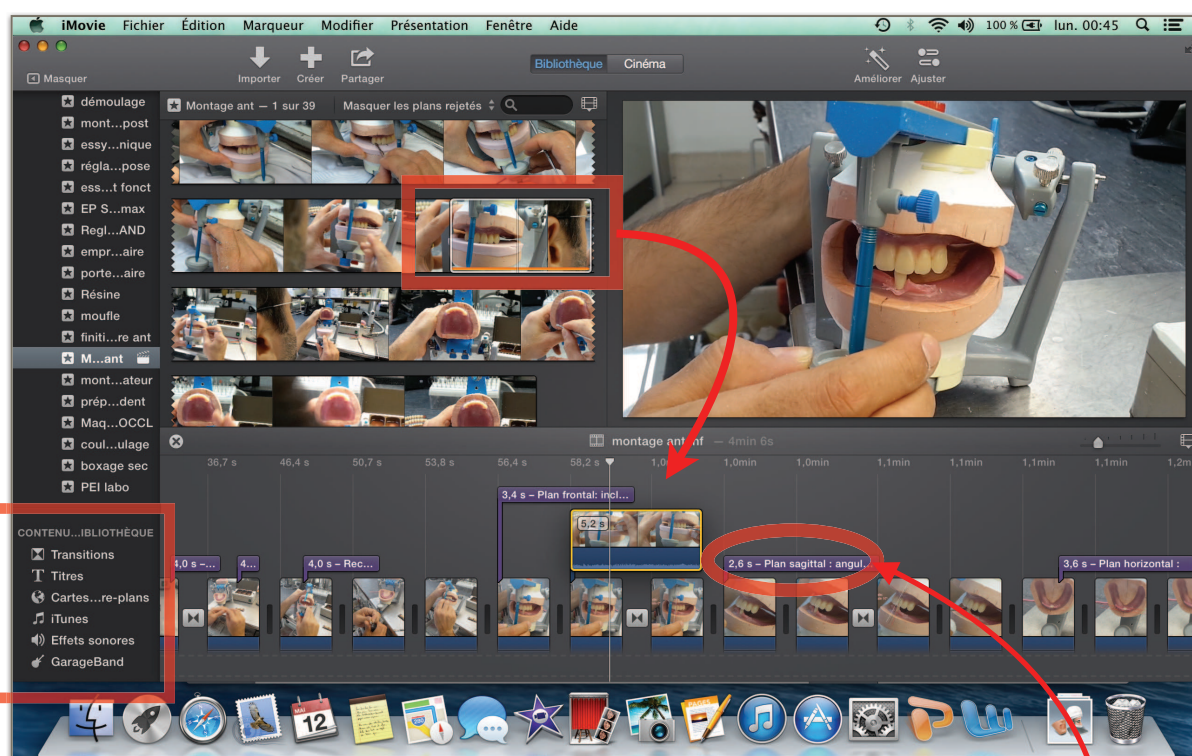 iMovie Fichier Édition Marqueur Modifier Présentation Fenêtre Aide 100 % lun. 00:45
Masquer Importer Créer Partager Bibliothèque Cinéma Améliorer Ajuster
démoulage
mont...post
essy...nique
régla...pose
ess...t fonct
EP S...max
Regl...AND
empr...aire
porte...aire
Résine
moufle
finiti...re ant
M...ant
mont...ateur
prép...dent
Maq...OCCL
coul...ulage
boxage sec
PEI labo
CONTENU...IBLIOTHÈQUE
Transitions
Titres
Cartes...re-plans
iTunes
Effets sonores
GarageBand
Montage ant — 1 sur 39 Masquer les plans rejetés
montage ant nf — 4min 6s
36,7 s 46,4 s 50,7 s 53,8 s 56,4 s 58,2 s 1,0min 1,0min 1,1min 1,1min 1,1min 1,1min 1,2m
3,4 s – Plan frontal: incl...
5,2 s
4,0 s –... 4... 4,0 s – Rec... 2,6 s – Plan sagittal : angul... 3,6 s – Plan horizontal :
MAI
12
PAGES